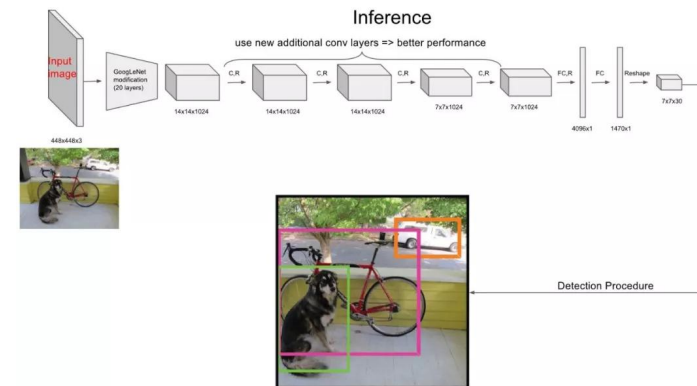 Inference
use new additional conv layers => better performance
Input
image
GoogLeNet
modification
(20 layers)
C,R
C,R
C,R
C,R
FC,R
FC
Reshape
448x448x3
14x14x1024
14x14x1024
14x14x1024
7x7x1024
7x7x1024
4096x1
1470x1
7x7x30
Detection Procedure